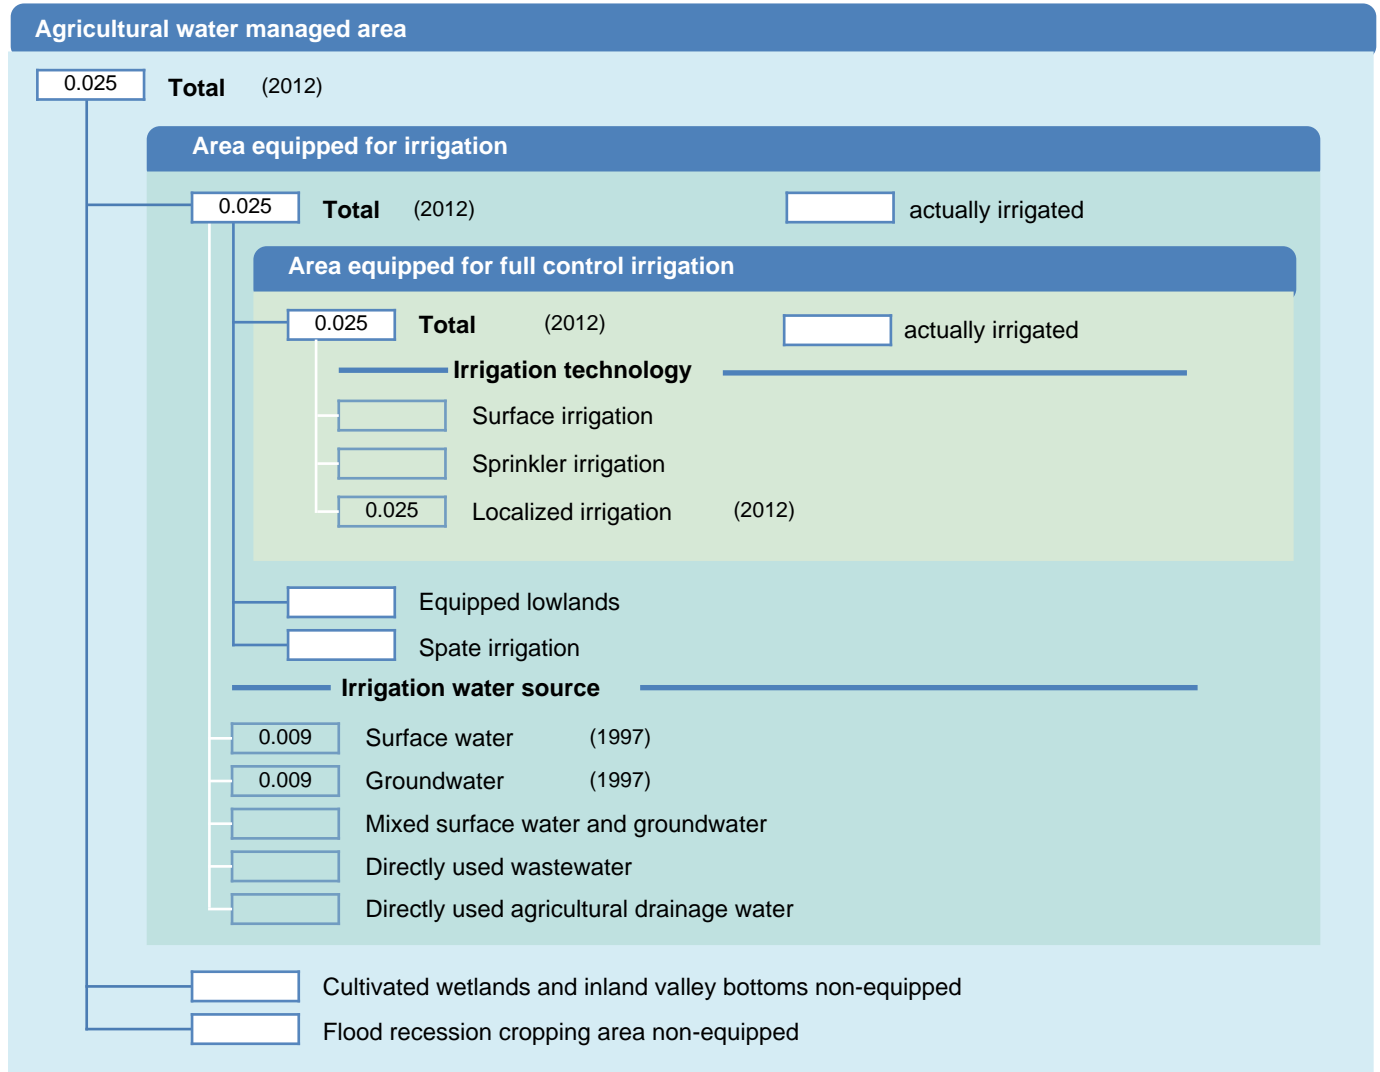 Agricultural water managed area
0.025 Total (2012)
Area equipped for irrigation
0.025 Total (2012) actually irrigated
Area equipped for full control irrigation
0.025 Total (2012) actually irrigated
Irrigation technology
Surface irrigation
Sprinkler irrigation
0.025 Localized irrigation (2012)
Equipped lowlands
Spate irrigation
Irrigation water source
0.009 Surface water (1997)
0.009 Groundwater (1997)
Mixed surface water and groundwater
Directly used wastewater
Directly used agricultural drainage water
Cultivated wetlands and inland valley bottoms non-equipped
Flood recession cropping area non-equipped